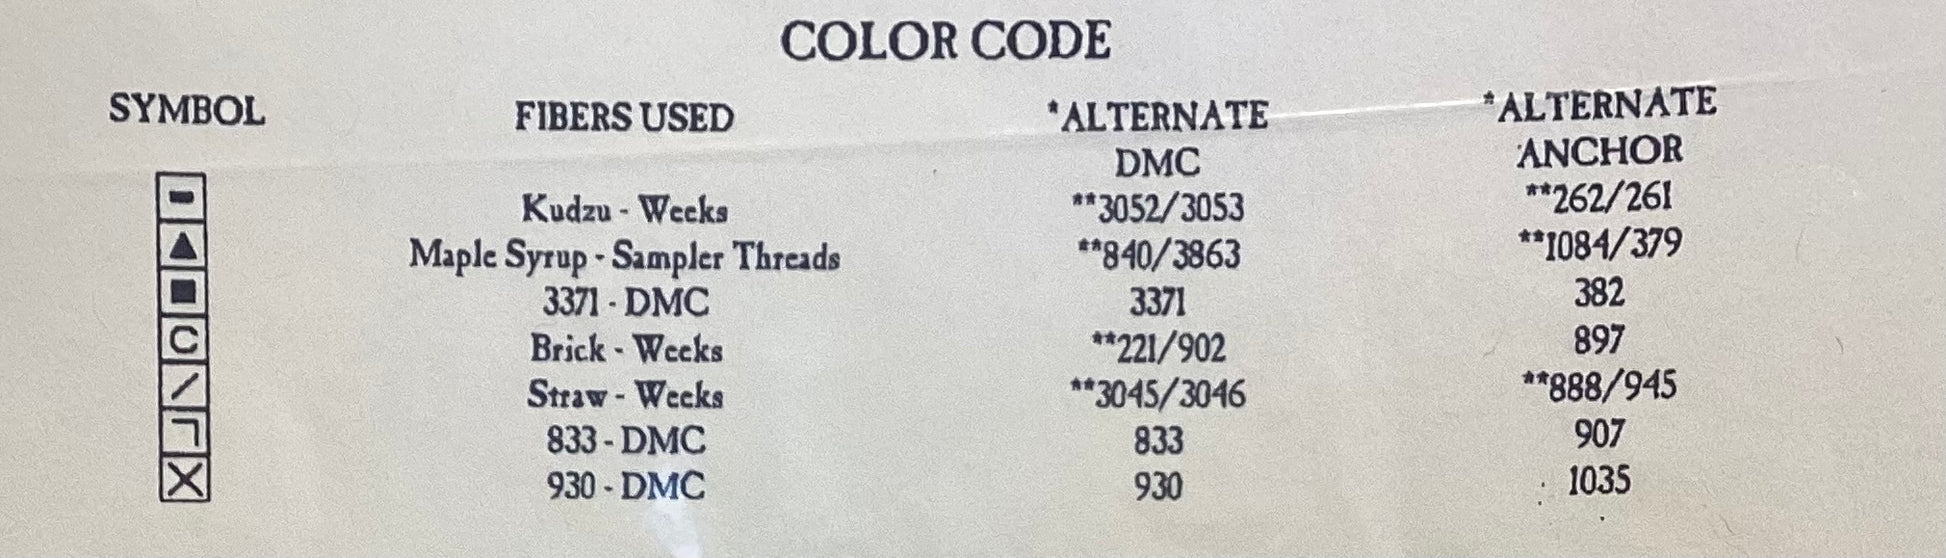 COLOR CODE
SYMBOL FIBERS USED *ALTERNATE *ALTERNATE
DMC ANCHOR
Kudzu - Weeks **3052/3053 **262/261
Maple Syrup - Sampler Threads **840/3863 **1084/379
3371 - DMC 3371 382
C Brick - Weeks **221/902 897
/ Straw - Weeks **3045/3046 **888/945
833 - DMC 833 907
X 930 - DMC 930 1035